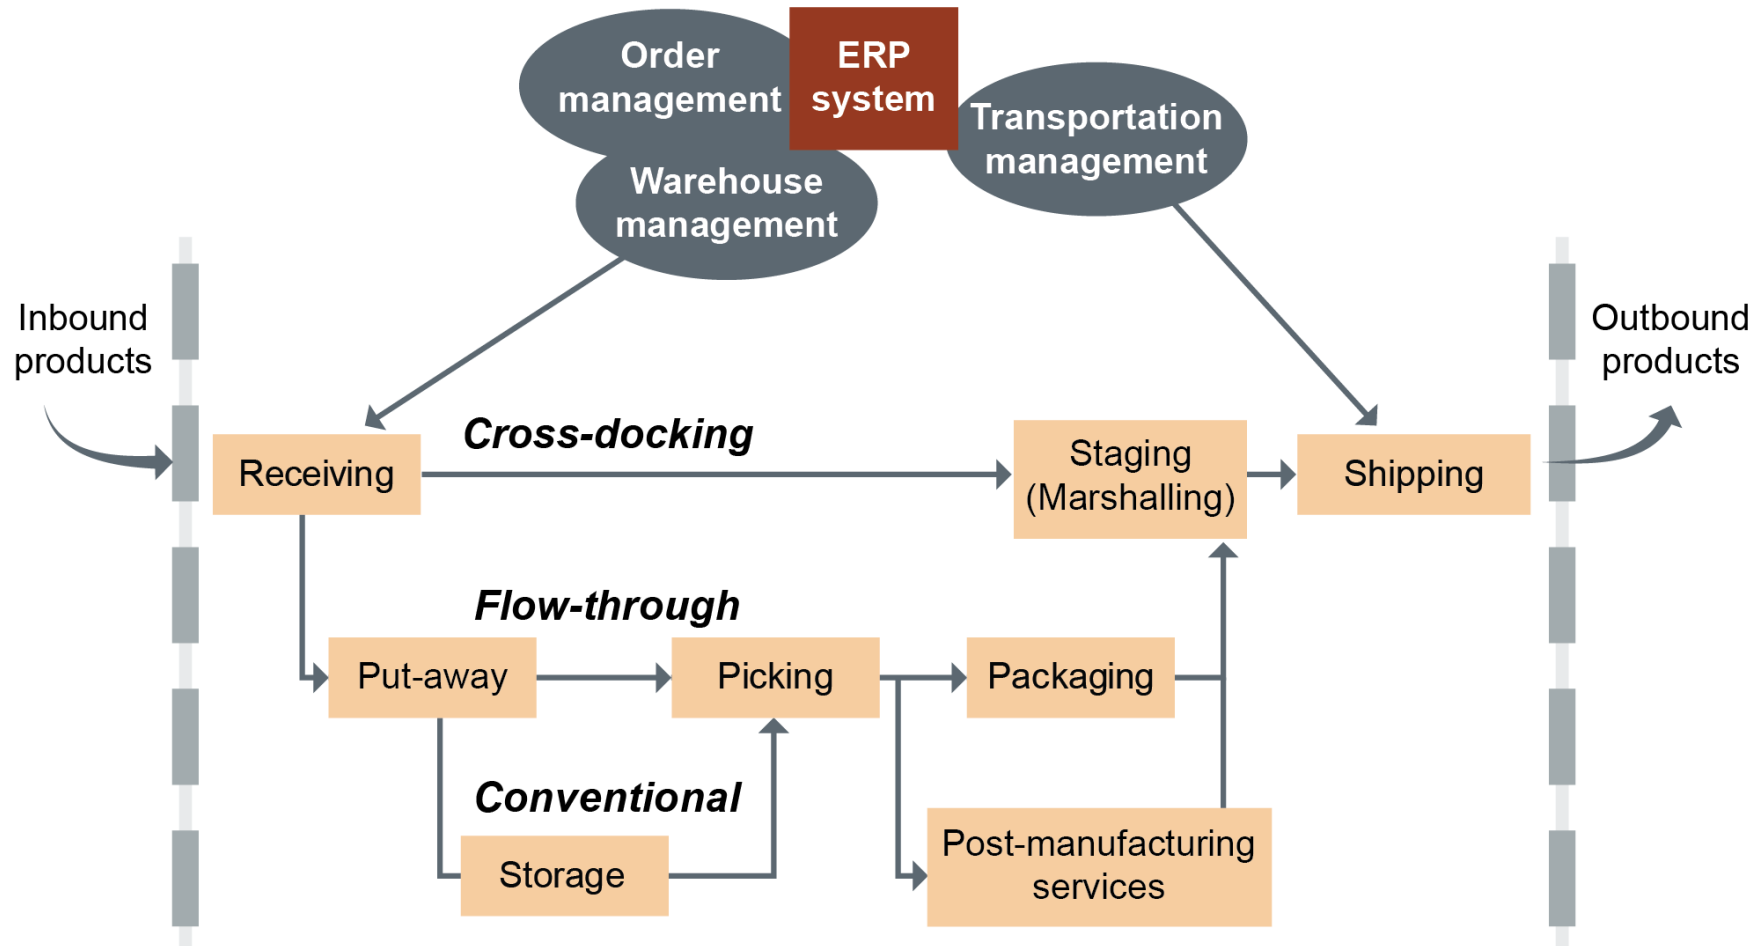 Order
management
ERP
system
Transportation
management
Warehouse
management
Inbound
products
Outbound
products
Cross-docking
Receiving
Staging
(Marshalling)
Shipping
Flow-through
Put-away
Picking
Packaging
Conventional
Storage
Post-manufacturing
services